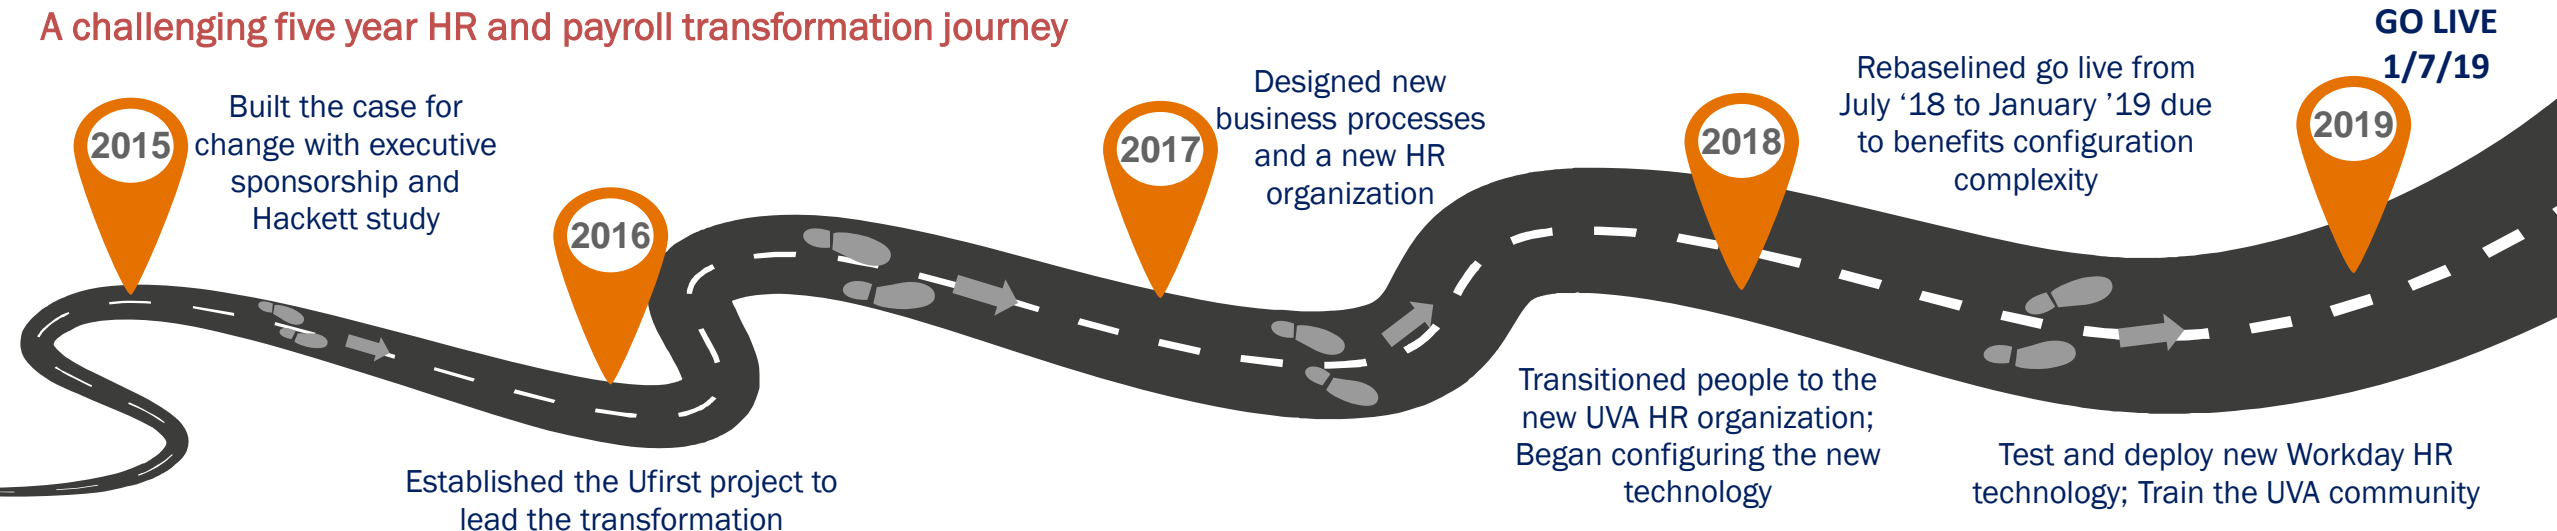 A challenging five year HR and payroll transformation journey
2015
Built the case for
change with executive
sponsorship and
Hackett study
2016
Established the Ufirst project to
lead the transformation
2017
Designed new
business processes
and a new HR
organization
2018
Transitioned people to the
new UVA HR organization;
Began configuring the new
technology
Rebaselined go live from
July ‘18 to January ’19 due
to benefits configuration
complexity
Test and deploy new Workday HR
technology; Train the UVA community
2019
GO LIVE
1/7/19